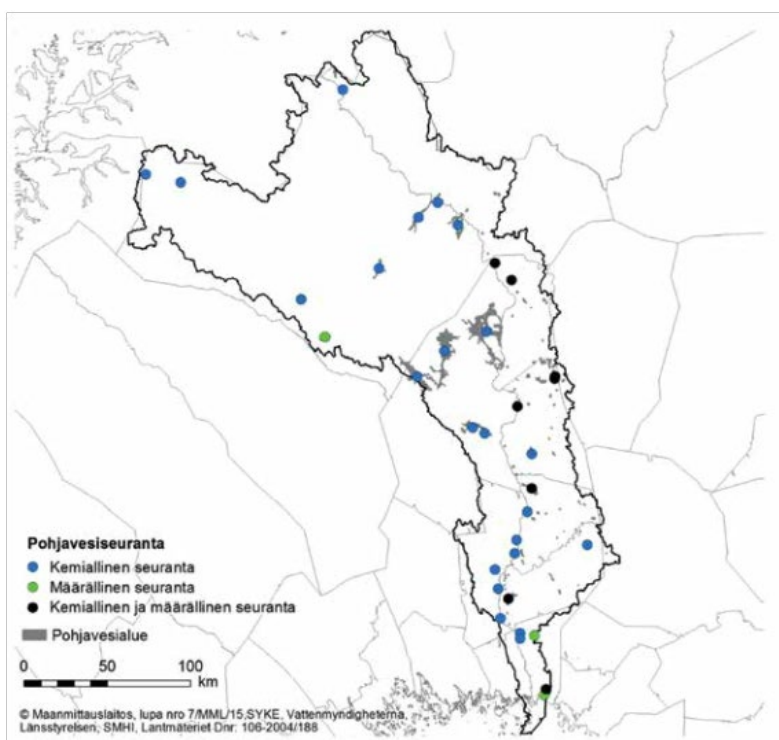 Pohjavesiseuranta
Kemiallinen seuranta
Määrällinen seuranta
Kemiallinen ja määrällinen seuranta
Pohjavesialue
0 50 100
km
© Maanmittauslaitos, lupa nro 7/MML/15,SYKE, Vattenmyndigheterna,
Länsstyrelsen, SMHI, Lantmäteriet Dnr: 106-2004/188